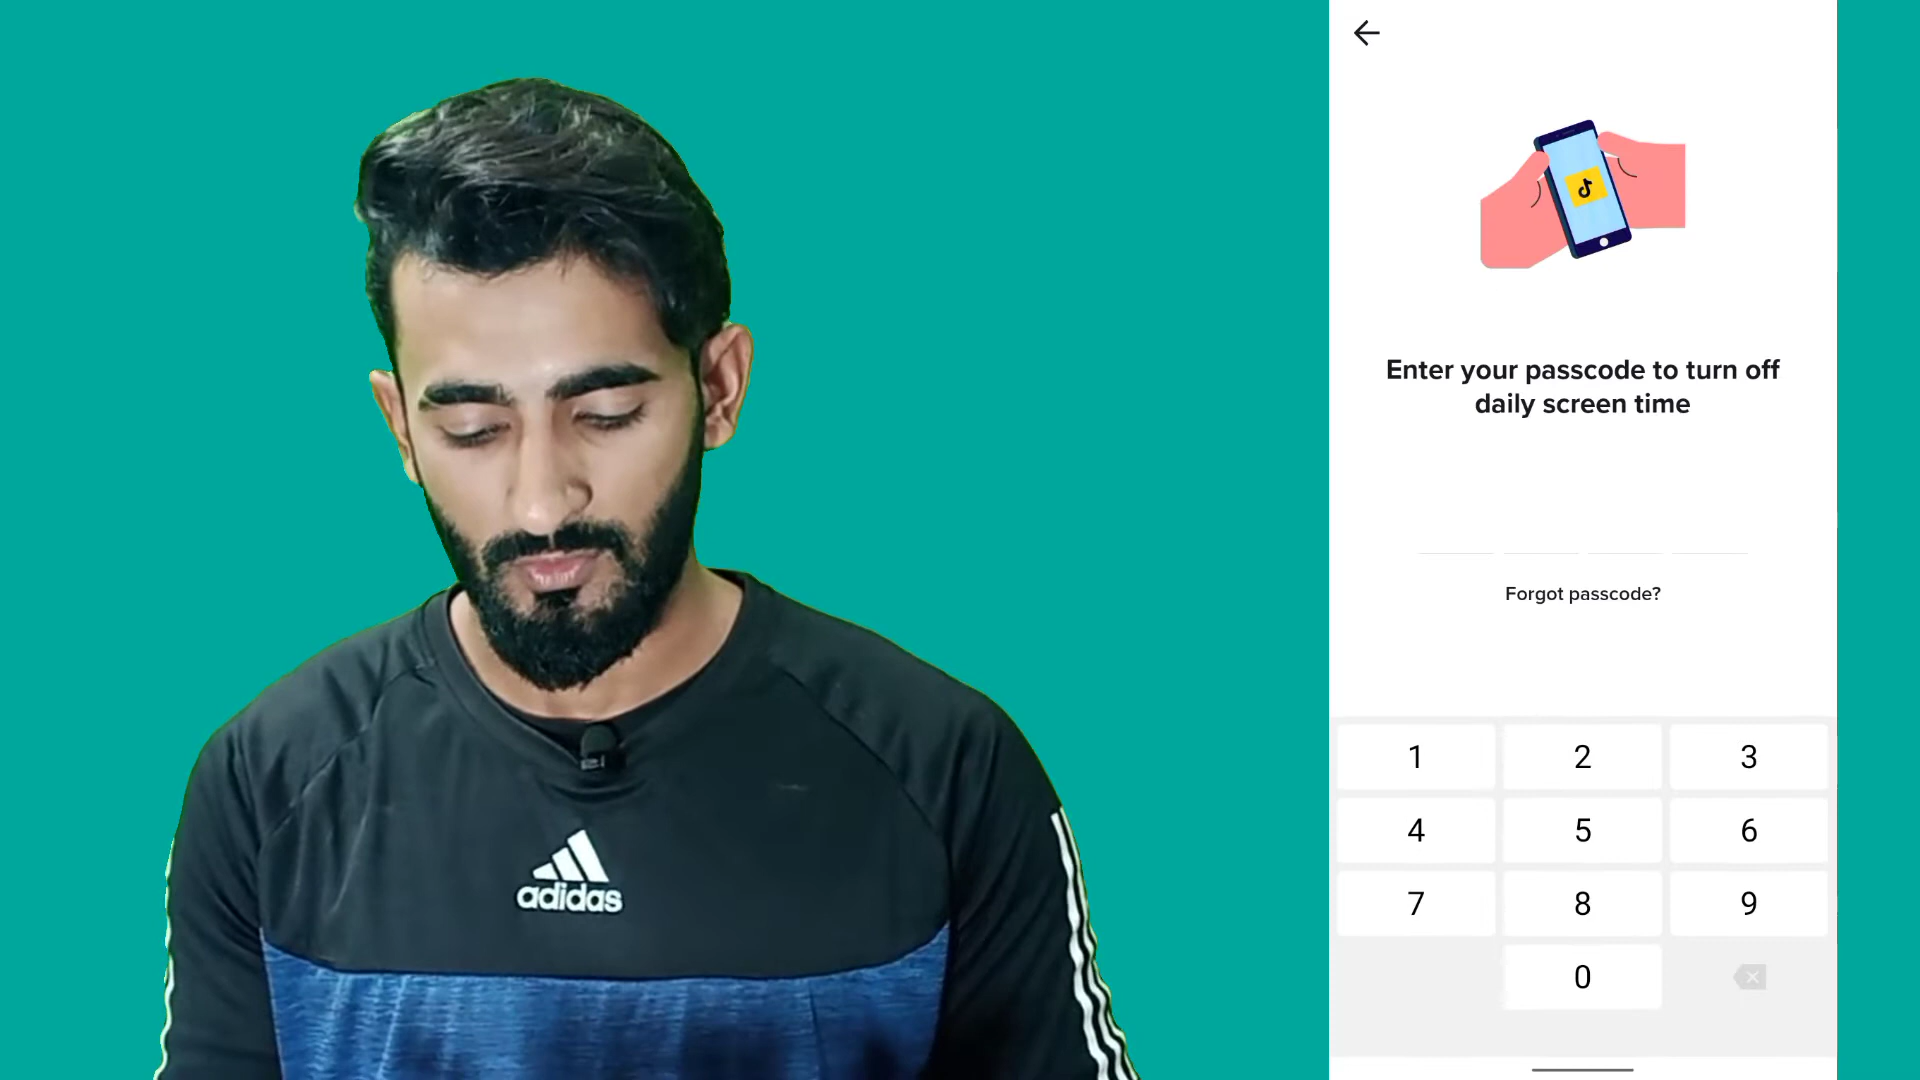 Enter your passcode to turn off
daily screen time
Forgot passcode?
1 2 3
4 5 6
7 8 9
0
adidas